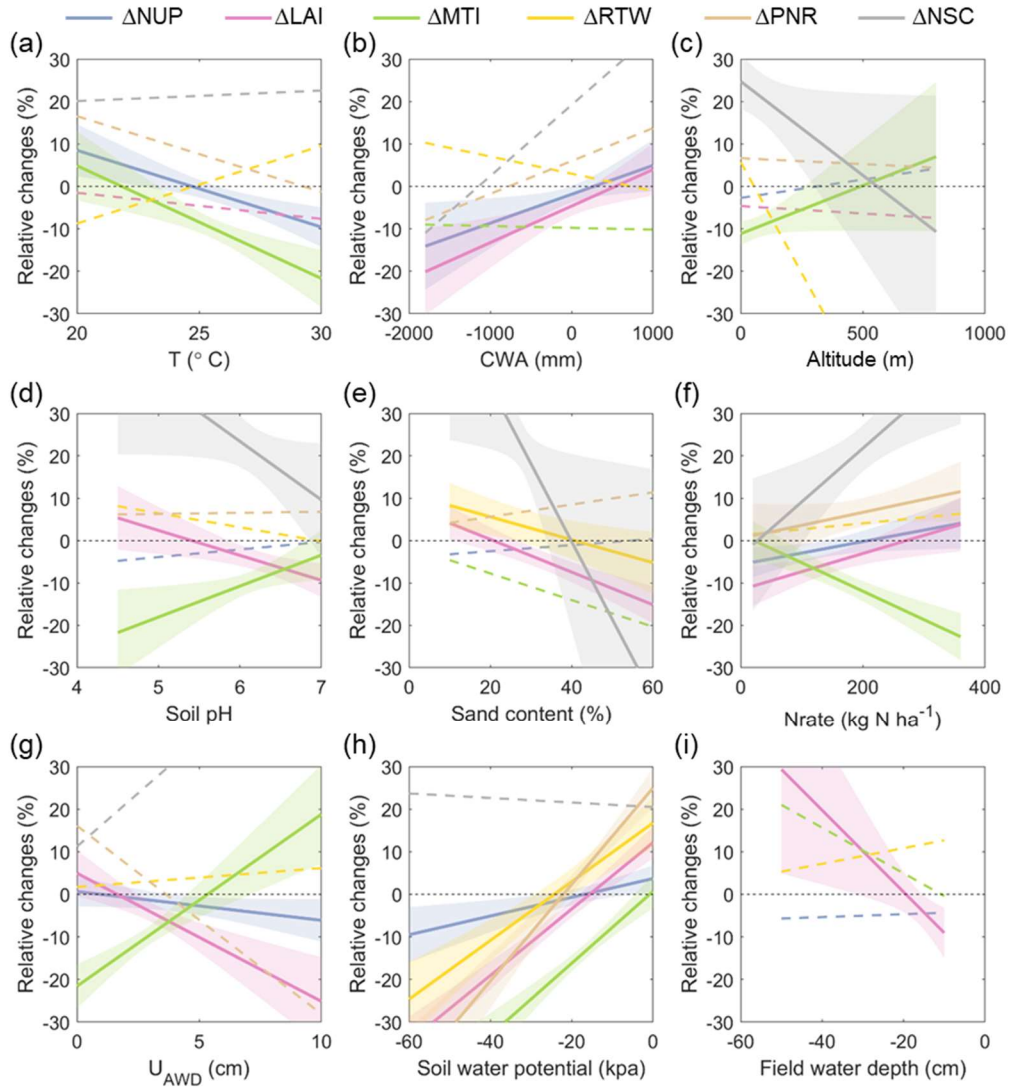 ΔNUP ΔLAI ΔMTI ΔRTW ΔPNR ΔNSC
(a) (b) (c)
Relative changes (%) Relative changes (%) Relative changes (%)
30 30 30
20 20 20
10 10 10
0 0 0
-10 -10 -10
-20 -20 -20
-30 -30 -30
20 25 30 -2000 -1000 0 1000 0 500 1000
T (° C) CWA (mm) Altitude (m)
(d) (e) (f)
Relative changes (%) Relative changes (%) Relative changes (%)
30 30 30
20 20 20
10 10 10
0 0 0
-10 -10 -10
-20 -20 -20
-30 -30 -30
4 5 6 7 0 20 40 60 0 200 400
Soil pH Sand content (%) Nrate (kg N ha⁻¹)
(g) (h) (i)
Relative changes (%) Relative changes (%) Relative changes (%)
30 30 30
20 20 20
10 10 10
0 0 0
-10 -10 -10
-20 -20 -20
-30 -30 -30
0 5 10 -60 -40 -20 0 -60 -40 -20 0
U_AWD (cm) Soil water potential (kpa) Field water depth (cm)